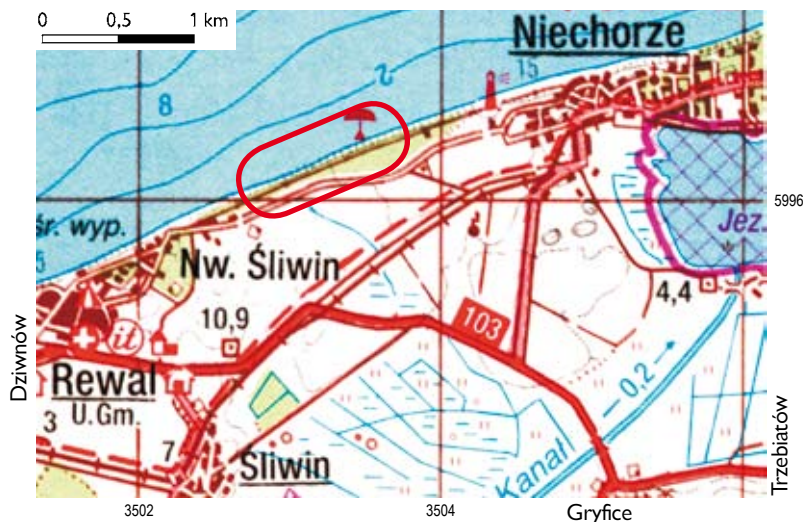 0 0,5 1 km
Niechorze
15
2
8
5996
śr. wyp.
Jez.
Nw. Śliwin
4,4
10,9
103
it
Dziwnów
Rewal
U.Gm.
0,2
3
7
Śliwin
Kanał
Trzebiatów
3502
3504
Gryfice